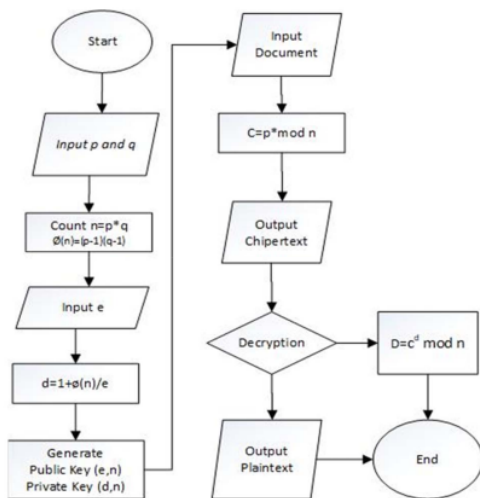 Start
Input p and q
Count n=p*q
Ø(n)=(p-1)(q-1)
Input e
d=1+ø(n)/e
Generate
Public Key (e,n)
Private Key (d,n)
Input
Document
C=p*mod n
Output
Chipertext
Decryption
D=c^d mod n
Output
Plaintext
End